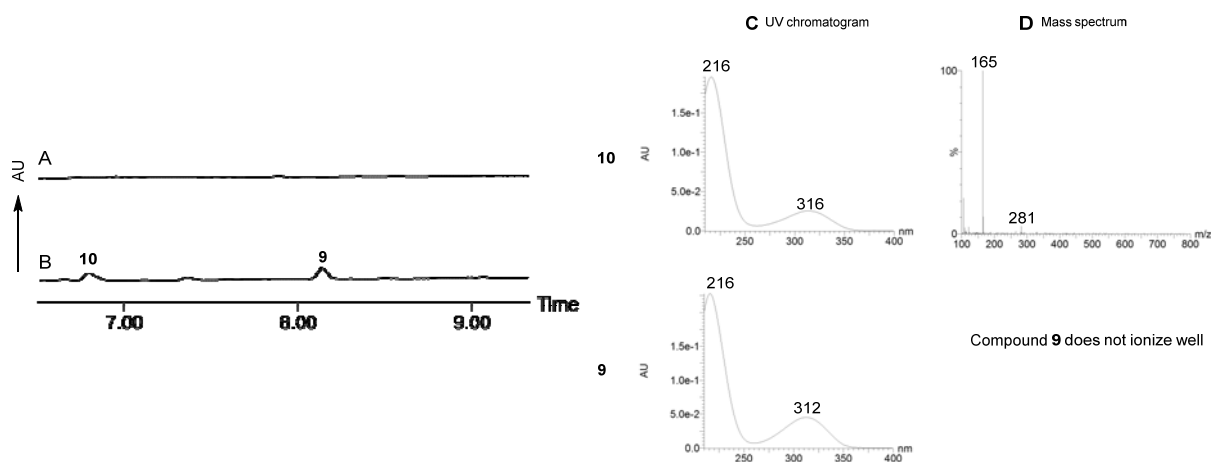 C UV chromatogram
D Mass spectrum
AU
A
B
10
9
Time
7.00
8.00
9.00
10
AU
216
316
1.5e-1
1.0e-1
5.0e-2
0.0
250
300
350
400
nm
165
281
100
%
0
100 200 300 400 500 600 700 800
m/z
9
AU
216
312
1.5e-1
1.0e-1
5.0e-2
0.0
250
300
350
400
nm
Compound 9 does not ionize well